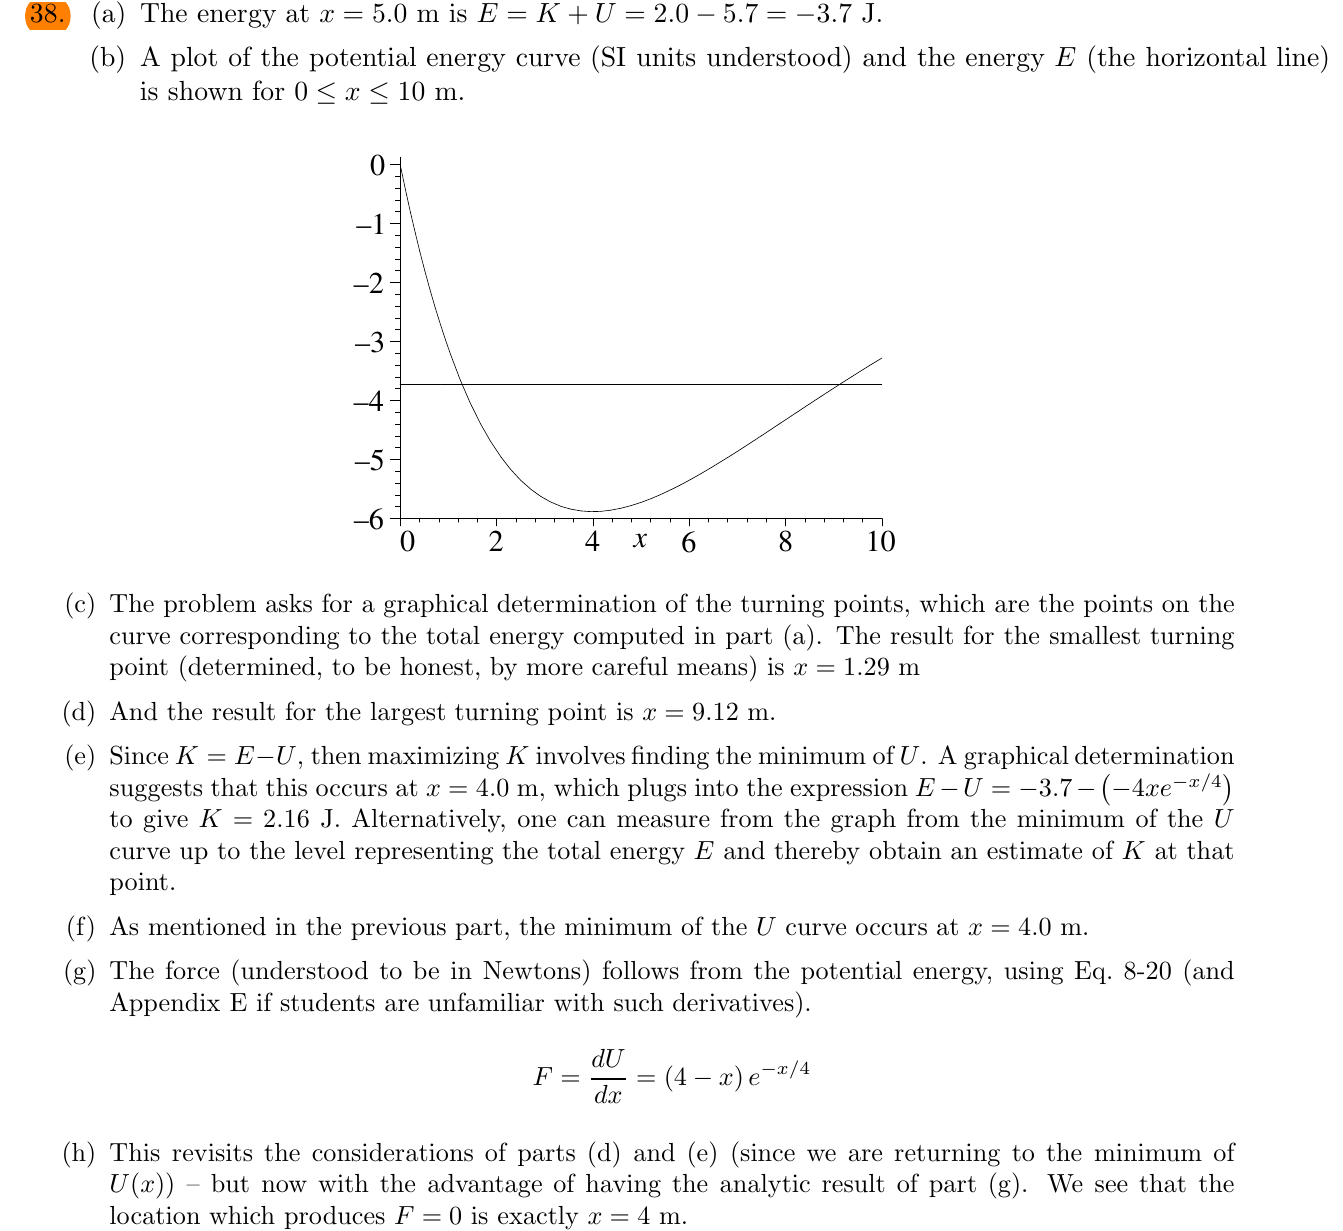 38. (a) The energy at x = 5.0 m is E = K + U = 2.0 − 5.7 = −3.7 J.
(b) A plot of the potential energy curve (SI units understood) and the energy E (the horizontal line)
is shown for 0 ≤ x ≤ 10 m.
0
–1
–2
–3
–4
–5
–6
0 2 4 x 6 8 10
(c) The problem asks for a graphical determination of the turning points, which are the points on the
curve corresponding to the total energy computed in part (a). The result for the smallest turning
point (determined, to be honest, by more careful means) is x = 1.29 m
(d) And the result for the largest turning point is x = 9.12 m.
(e) Since K = E−U, then maximizing K involves finding the minimum of U. A graphical determination
suggests that this occurs at x = 4.0 m, which plugs into the expression E − U = −3.7 − (−4xe^{−x/4})
to give K = 2.16 J. Alternatively, one can measure from the graph from the minimum of the U
curve up to the level representing the total energy E and thereby obtain an estimate of K at that
point.
(f) As mentioned in the previous part, the minimum of the U curve occurs at x = 4.0 m.
(g) The force (understood to be in Newtons) follows from the potential energy, using Eq. 8-20 (and
Appendix E if students are unfamiliar with such derivatives).
F = dU/dx = (4 − x) e^{−x/4}
(h) This revisits the considerations of parts (d) and (e) (since we are returning to the minimum of
U(x)) – but now with the advantage of having the analytic result of part (g). We see that the
location which produces F = 0 is exactly x = 4 m.